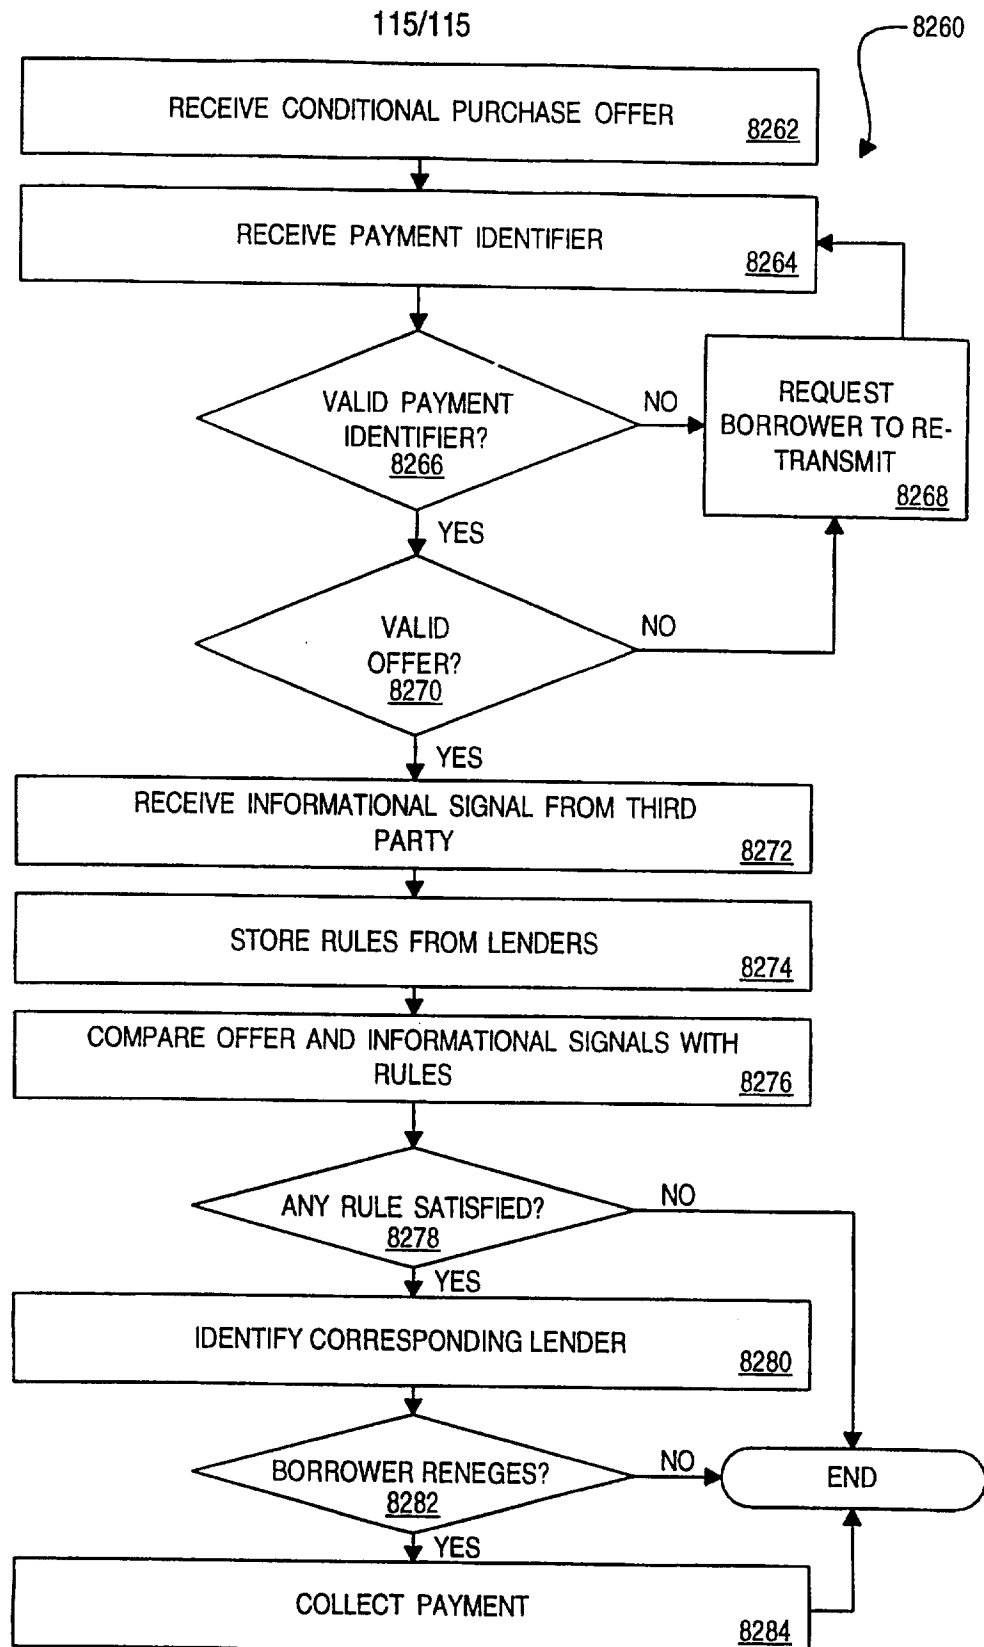 115/115
8260
RECEIVE CONDITIONAL PURCHASE OFFER
8262
RECEIVE PAYMENT IDENTIFIER
8264
VALID PAYMENT
IDENTIFIER?
8266
NO
REQUEST
BORROWER TO RE-
TRANSMIT
8268
YES
VALID
OFFER?
8270
NO
YES
RECEIVE INFORMATIONAL SIGNAL FROM THIRD
PARTY
8272
STORE RULES FROM LENDERS
8274
COMPARE OFFER AND INFORMATIONAL SIGNALS WITH
RULES
8276
ANY RULE SATISFIED?
8278
NO
YES
IDENTIFY CORRESPONDING LENDER
8280
BORROWER RENEGES?
8282
NO
END
YES
COLLECT PAYMENT
8284